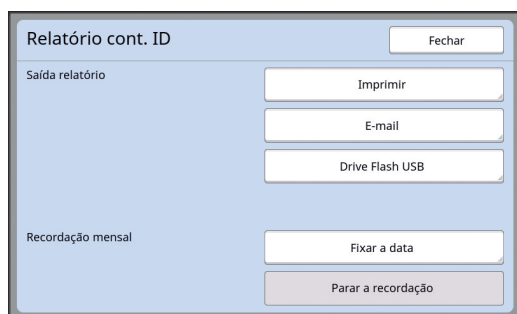 Relatório cont. ID
Fechar
Saída relatório
Imprimir
E-mail
Drive Flash USB
Recordação mensal
Fixar a data
Parar a recordação